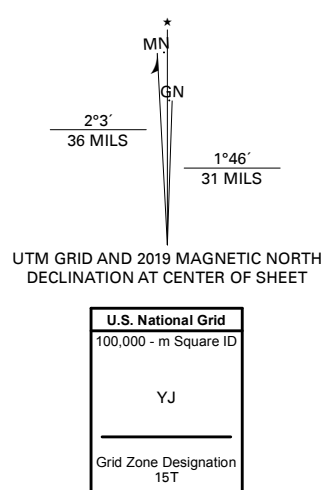 MN
GN
2°3´
36 MILS
1°46´
31 MILS
UTM GRID AND 2019 MAGNETIC NORTH
DECLINATION AT CENTER OF SHEET
U.S. National Grid
100,000 - m Square ID
YJ
Grid Zone Designation
15T